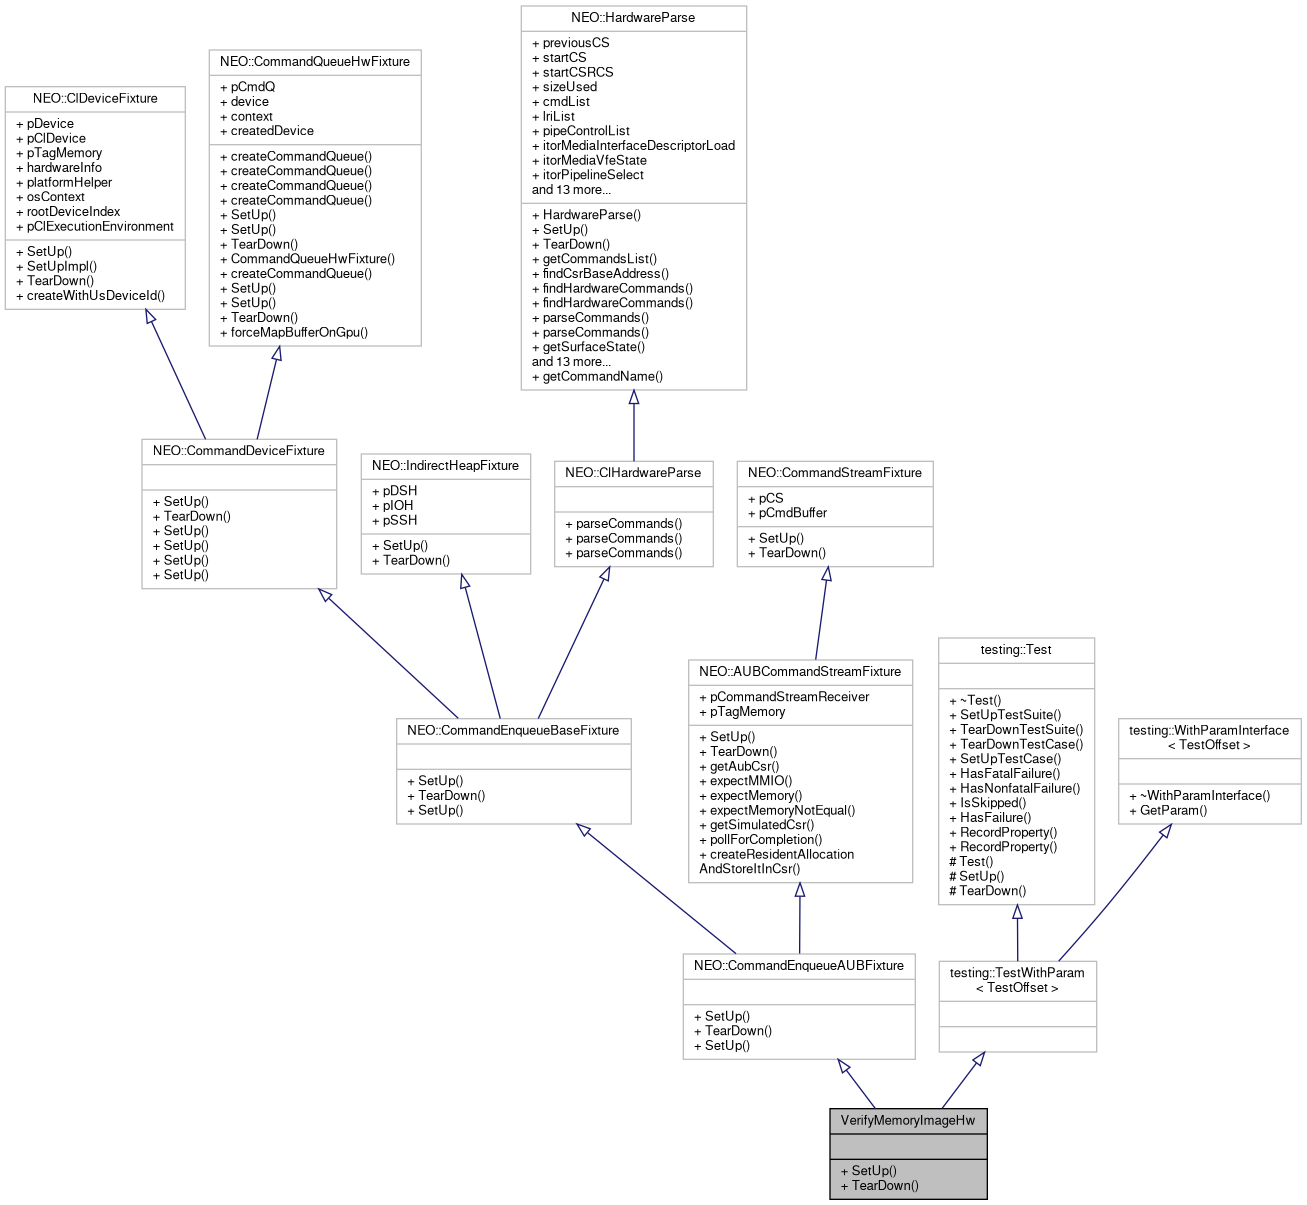 NEO::HardwareParse
+ previousCS
+ startCS
+ startCSRCS
+ sizeUsed
+ cmdList
+ lriList
+ pipeControlList
+ itorMediaInterfaceDescriptorLoad
+ itorMediaVfeState
+ itorPipelineSelect
and 13 more...
+ HardwareParse()
+ SetUp()
+ TearDown()
+ getCommandsList()
+ findCsrBaseAddress()
+ findHardwareCommands()
+ findHardwareCommands()
+ parseCommands()
+ parseCommands()
+ getSurfaceState()
and 13 more...
+ getCommandName()
NEO::CommandQueueHwFixture
+ pCmdQ
+ device
+ context
+ createdDevice
+ createCommandQueue()
+ createCommandQueue()
+ createCommandQueue()
+ createCommandQueue()
+ SetUp()
+ SetUp()
+ TearDown()
+ CommandQueueHwFixture()
+ createCommandQueue()
+ SetUp()
+ SetUp()
+ TearDown()
+ forceMapBufferOnGpu()
NEO::ClDeviceFixture
+ pDevice
+ pClDevice
+ pTagMemory
+ hardwareInfo
+ platformHelper
+ osContext
+ rootDeviceIndex
+ pClExecutionEnvironment
+ SetUp()
+ SetUpImpl()
+ TearDown()
+ createWithUsDeviceId()
NEO::CommandDeviceFixture
+ SetUp()
+ TearDown()
+ SetUp()
+ SetUp()
+ SetUp()
+ SetUp()
NEO::IndirectHeapFixture
+ pDSH
+ pIOH
+ pSSH
+ SetUp()
+ TearDown()
NEO::ClHardwareParse
+ parseCommands()
+ parseCommands()
+ parseCommands()
NEO::CommandStreamFixture
+ pCS
+ pCmdBuffer
+ SetUp()
+ TearDown()
NEO::CommandEnqueueBaseFixture
+ SetUp()
+ TearDown()
+ SetUp()
NEO::AUBCommandStreamFixture
+ pCommandStreamReceiver
+ pTagMemory
+ SetUp()
+ TearDown()
+ getAubCsr()
+ expectMMIO()
+ expectMemory()
+ expectMemoryNotEqual()
+ getSimulatedCsr()
+ pollForCompletion()
+ createResidentAllocation
AndStoreItInCsr()
testing::Test
+ ~Test()
+ SetUpTestSuite()
+ TearDownTestSuite()
+ TearDownTestCase()
+ SetUpTestCase()
+ HasFatalFailure()
+ HasNonfatalFailure()
+ IsSkipped()
+ HasFailure()
+ RecordProperty()
+ RecordProperty()
# Test()
# SetUp()
# TearDown()
testing::WithParamInterface
< TestOffset >
+ ~WithParamInterface()
+ GetParam()
NEO::CommandEnqueueAUBFixture
+ SetUp()
+ TearDown()
+ SetUp()
testing::TestWithParam
< TestOffset >
VerifyMemoryImageHw
+ SetUp()
+ TearDown()